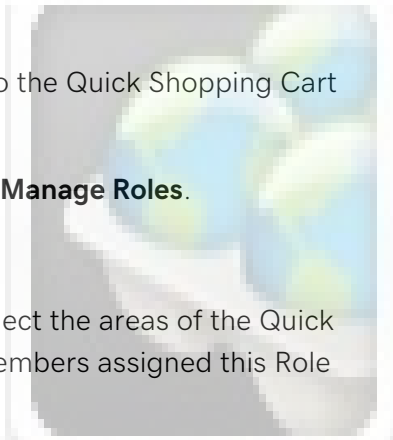 o the Quick Shopping Cart
Manage Roles.
ect the areas of the Quick
embers assigned this Role